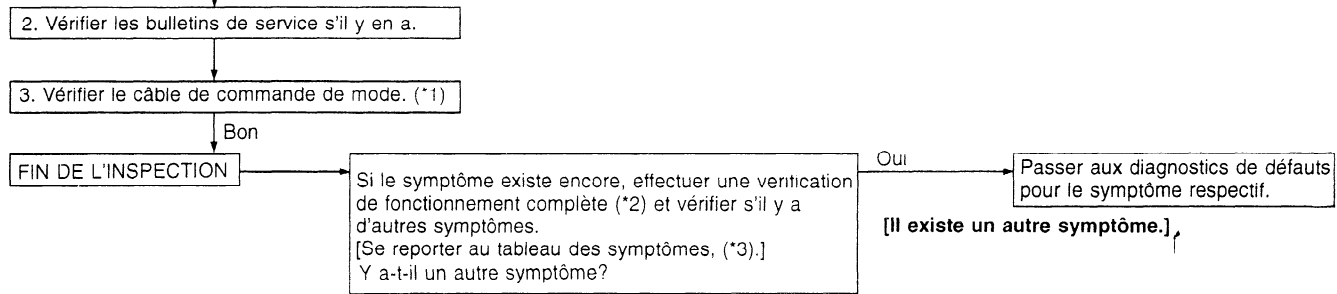 2. Vérifier les bulletins de service s'il y en a.
3. Vérifier le câble de commande de mode. (*1)
Bon
FIN DE L'INSPECTION
Si le symptôme existe encore, effectuer une verification
de fonctionnement complète (*2) et vérifier s'il y a
d'autres symptômes.
[Se reporter au tableau des symptômes, (*3).]
Y a-t-il un autre symptôme?
Oui
[Il existe un autre symptôme.]
Passer aux diagnostics de défauts
pour le symptôme respectif.